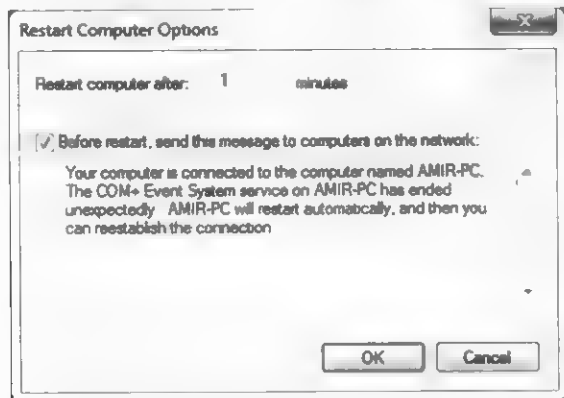 Restart Computer Options
Restart computer after: 1 minutes
Before restart, send this message to computers on the network:
Your computer is connected to the computer named AMIR-PC.
The COM+ Event System service on AMIR-PC has ended
unexpectedly AMIR-PC will restart automatically, and then you
can reestablish the connection
OK Cancel